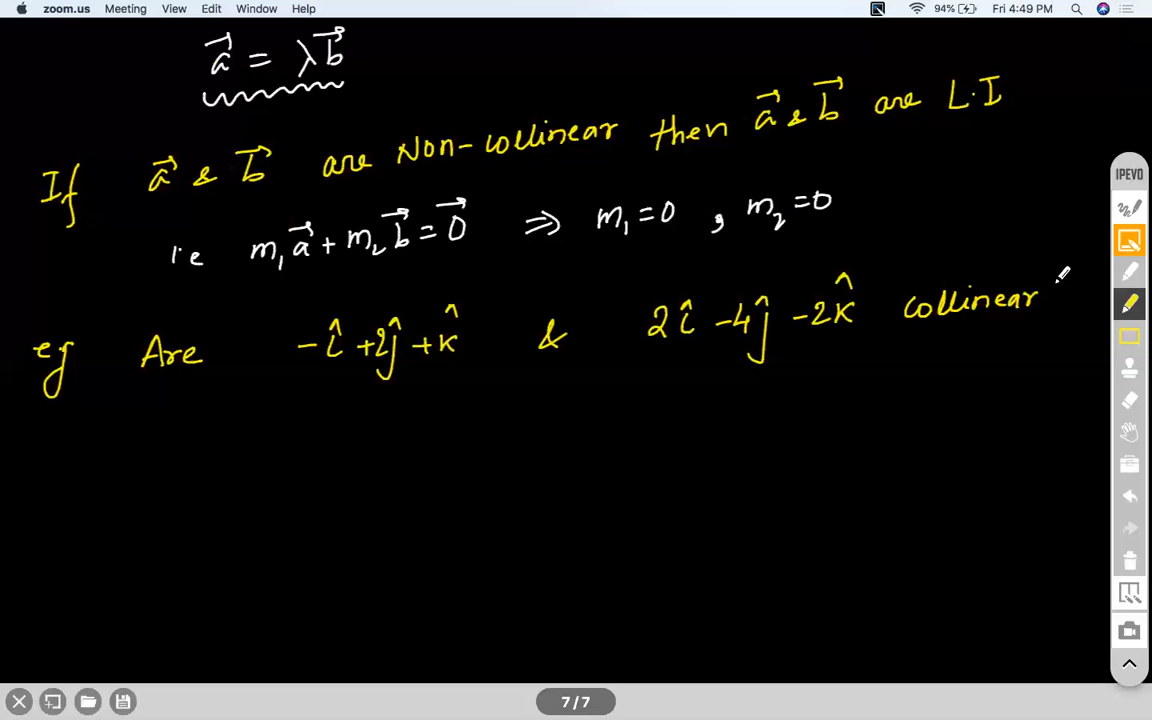 zoom.us Meeting View Edit Window Help 94% Fri 4:49 PM
a⃗ = λb⃗
If a⃗ & b⃗ are Non-collinear then a⃗ & b⃗ are L.I
i.e m₁a⃗ + m₂b⃗ = 0⃗ ⇒ m₁=0 , m₂=0
eg Are -î +2ĵ +k̂ & 2î -4ĵ -2k̂ collinear
IPEVO
7/7